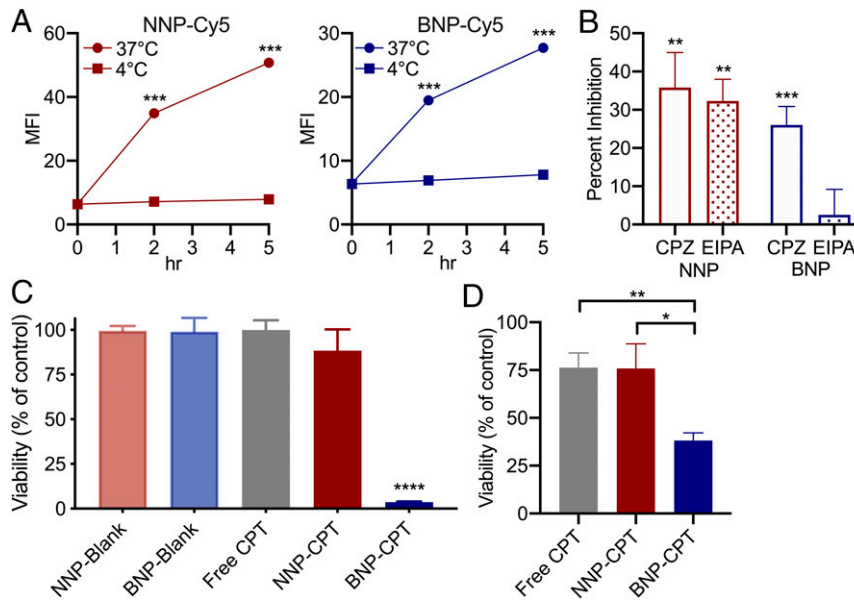 A
NNP-Cy5
37°C
4°C
***
***
MFI
60
40
20
0
0 1 2 3 4 5
hr
BNP-Cy5
37°C
4°C
***
***
MFI
30
20
10
0
0 1 2 3 4 5
hr
B
Percent Inhibition
50
40
30
20
10
0
**
**
***
CPZ EIPA CPZ EIPA
NNP BNP
C
Viability (% of control)
100
75
50
25
0
****
NNP-Blank
BNP-Blank
Free CPT
NNP-CPT
BNP-CPT
D
Viability (% of control)
100
75
50
25
0
**
*
Free CPT
NNP-CPT
BNP-CPT